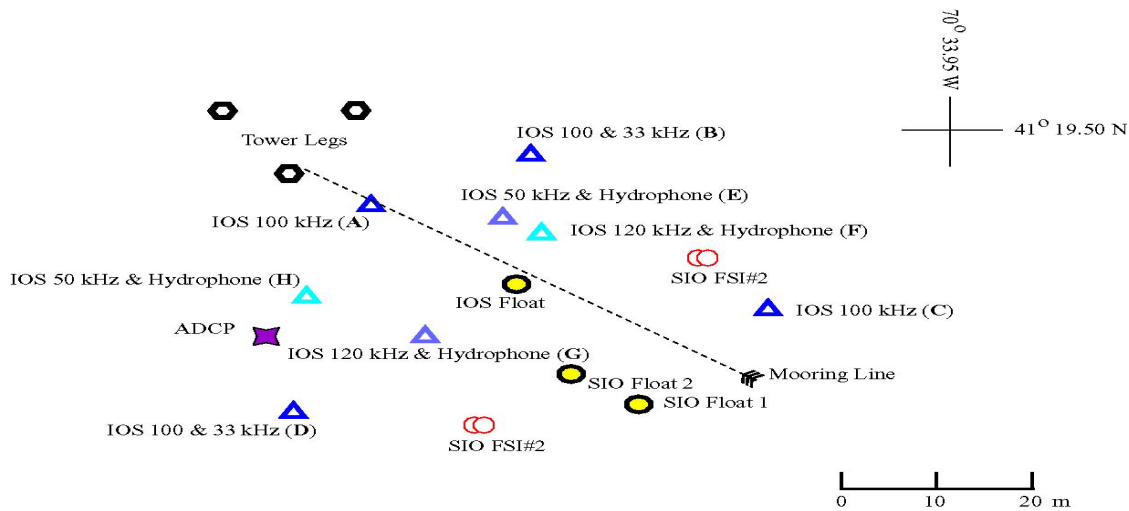 70° 33.95 W
41° 19.50 N
IOS 100 & 33 kHz (B)
Tower Legs
IOS 50 kHz & Hydrophone (E)
IOS 100 kHz (A)
IOS 120 kHz & Hydrophone (F)
SIO FSI#2
IOS 50 kHz & Hydrophone (H)
IOS Float
IOS 100 kHz (C)
ADCP
IOS 120 kHz & Hydrophone (G)
Mooring Line
SIO Float 2
SIO Float 1
IOS 100 & 33 kHz (D)
SIO FSI#2
0 10 20 m